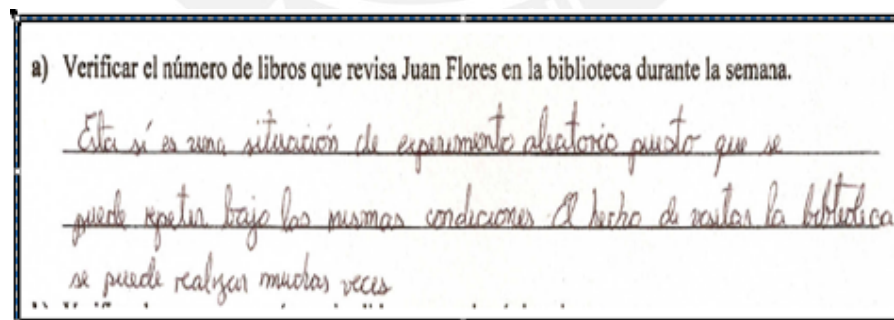 a) Verificar el número de libros que revisa Juan Flores en la biblioteca durante la semana.
Esta sí es una situación de experimento aleatorio puesto que se
puede repetir bajo las mismas condiciones El hecho de visitar la biblioteca
se puede realizar muchas veces